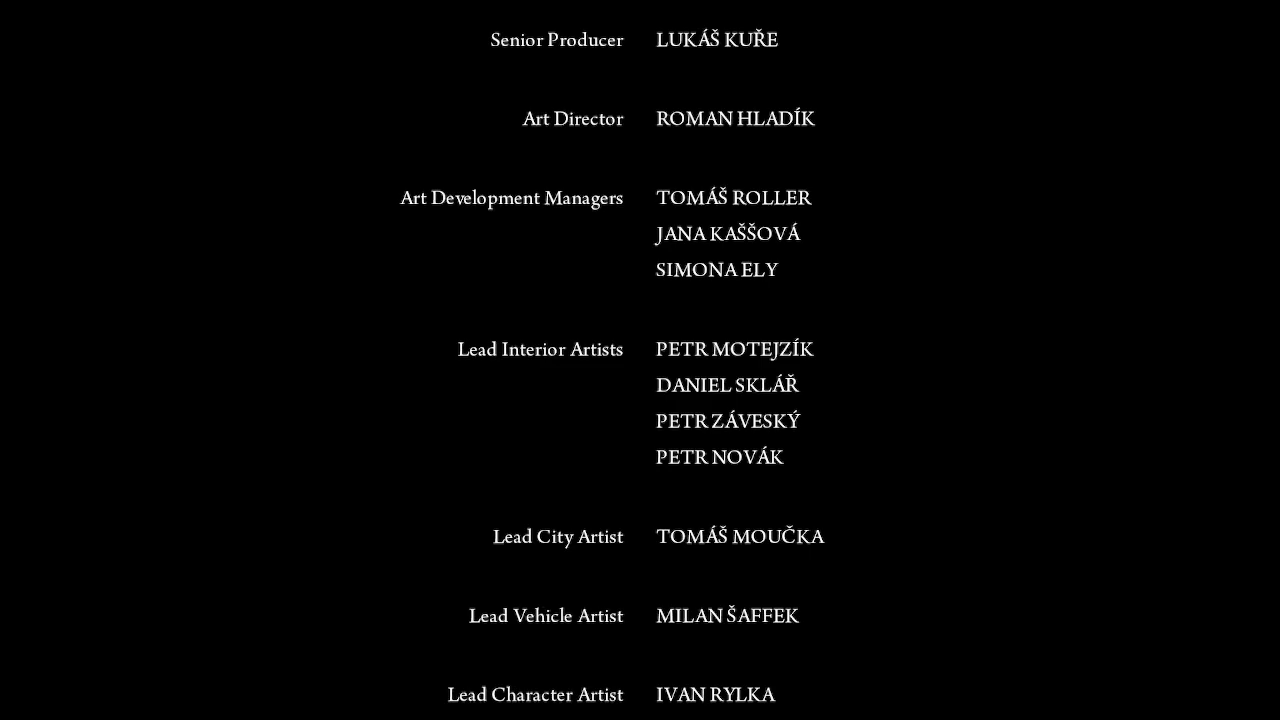 Senior Producer LUKÁŠ KUŘE
Art Director ROMAN HLADÍK
Art Development Managers TOMÁŠ ROLLER
JANA KAŠŠOVÁ
SIMONA ELY
Lead Interior Artists PETR MOTEJZÍK
DANIEL SKLÁŘ
PETR ZÁVESKÝ
PETR NOVÁK
Lead City Artist TOMÁŠ MOUČKA
Lead Vehicle Artist MILAN ŠAFFEK
Lead Character Artist IVAN RYLKA